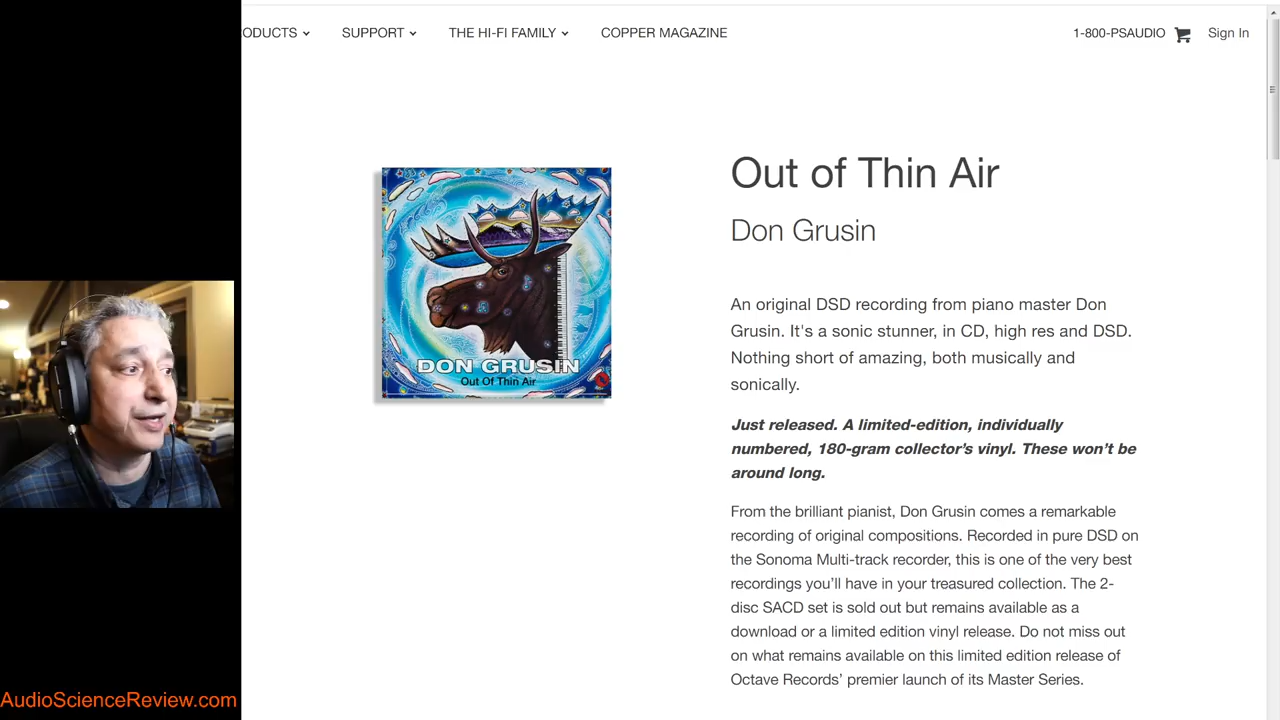 ODUCTS
SUPPORT
THE HI-FI FAMILY
COPPER MAGAZINE
1-800-PSAUDIO
Sign In
DON GRUSIN
Out Of Thin Air
Out of Thin Air
Don Grusin
An original DSD recording from piano master Don
Grusin. It's a sonic stunner, in CD, high res and DSD.
Nothing short of amazing, both musically and
sonically.
Just released. A limited-edition, individually
numbered, 180-gram collector’s vinyl. These won’t be
around long.
From the brilliant pianist, Don Grusin comes a remarkable
recording of original compositions. Recorded in pure DSD on
the Sonoma Multi-track recorder, this is one of the very best
recordings you’ll have in your treasured collection. The 2-
disc SACD set is sold out but remains available as a
download or a limited edition vinyl release. Do not miss out
on what remains available on this limited edition release of
Octave Records’ premier launch of its Master Series.
AudioScienceReview.com